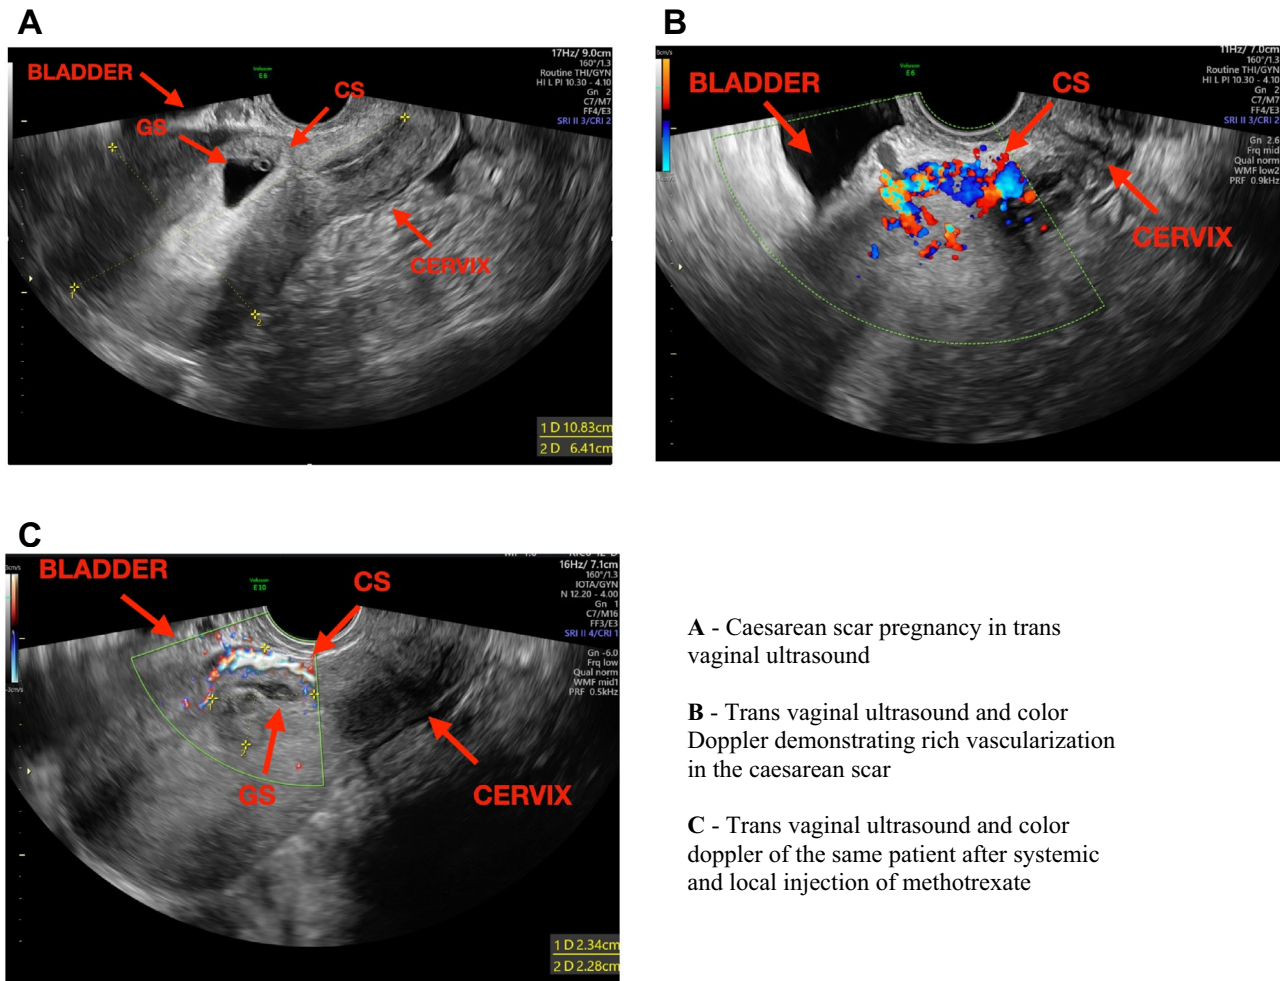 A
BLADDER
GS
CS
CERVIX
Voluson
E6
17Hz/ 9.0cm
160°/1.3
Routine THI/GYN
HI L PI 10.30 - 4.10
Gn 2
C7/M7
FF4/E3
SRI II 3/CRI 2
1
2
1 D 10.83cm
2 D 6.41cm
B
BLADDER
CS
CERVIX
Voluson
E6
11Hz/ 7.0cm
160°/1.3
Routine THI/GYN
HI L PI 10.30 - 4.10
Gn 2
C7/M7
FF4/E3
SRI II 3/CRI 2
Gn 2.6
Frq mid
Qual norm
WMF low2
PRF 0.9kHz
C
BLADDER
CS
GS
CERVIX
Voluson
E10
16Hz/ 7.1cm
160°/1.3
IOTA/GYN
N 12.20 - 4.00
Gn 1
C7/M16
FF3/E3
SRI II 4/CRI 1
Gn -6.0
Frq low
Qual norm
WMF mid1
PRF 0.5kHz
1 D 2.34cm
2 D 2.28cm
A - Caesarean scar pregnancy in trans
vaginal ultrasound
B - Trans vaginal ultrasound and color
Doppler demonstrating rich vascularization
in the caesarean scar
C - Trans vaginal ultrasound and color
doppler of the same patient after systemic
and local injection of methotrexate